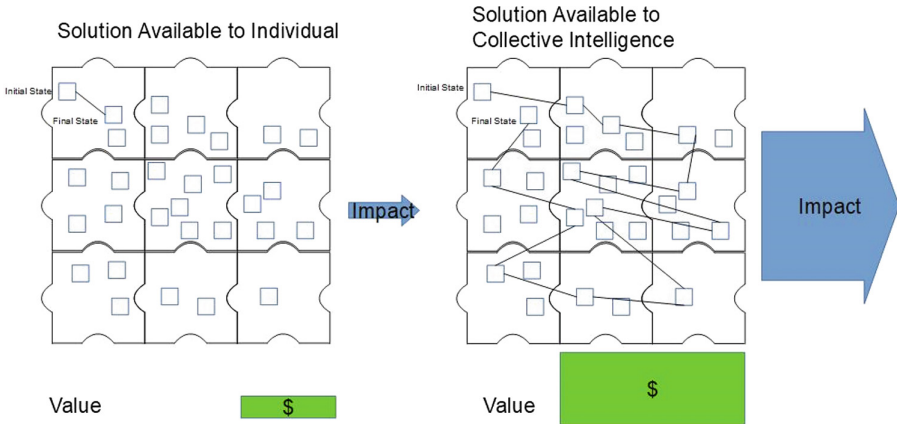 Solution Available to Individual
Initial State
Final State
Impact
Value
$
Solution Available to
Collective Intelligence
Initial State
Final State
Impact
Value
$